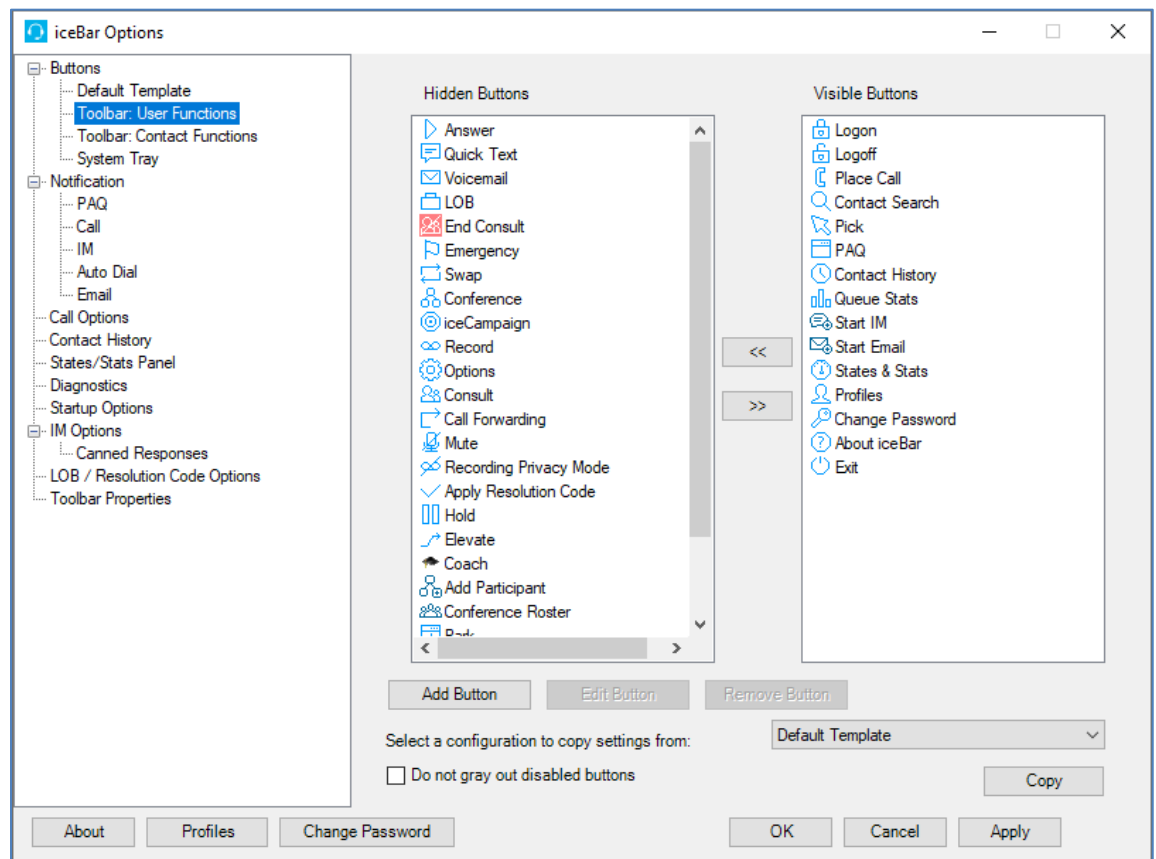 iceBar Options
Buttons
Default Template
Toolbar: User Functions
Toolbar: Contact Functions
System Tray
Notification
PAQ
Call
IM
Auto Dial
Email
Call Options
Contact History
States/Stats Panel
Diagnostics
Startup Options
IM Options
Canned Responses
LOB / Resolution Code Options
Toolbar Properties
Hidden Buttons
Answer
Quick Text
Voicemail
LOB
End Consult
Emergency
Swap
Conference
iceCampaign
Record
Options
Consult
Call Forwarding
Mute
Recording Privacy Mode
Apply Resolution Code
Hold
Elevate
Coach
Add Participant
Conference Roster
Park
<<
>>
Visible Buttons
Logon
Logoff
Place Call
Contact Search
Pick
PAQ
Contact History
Queue Stats
Start IM
Start Email
States & Stats
Profiles
Change Password
About iceBar
Exit
Add Button
Edit Button
Remove Button
Select a configuration to copy settings from:
Default Template
Do not gray out disabled buttons
Copy
About
Profiles
Change Password
OK
Cancel
Apply